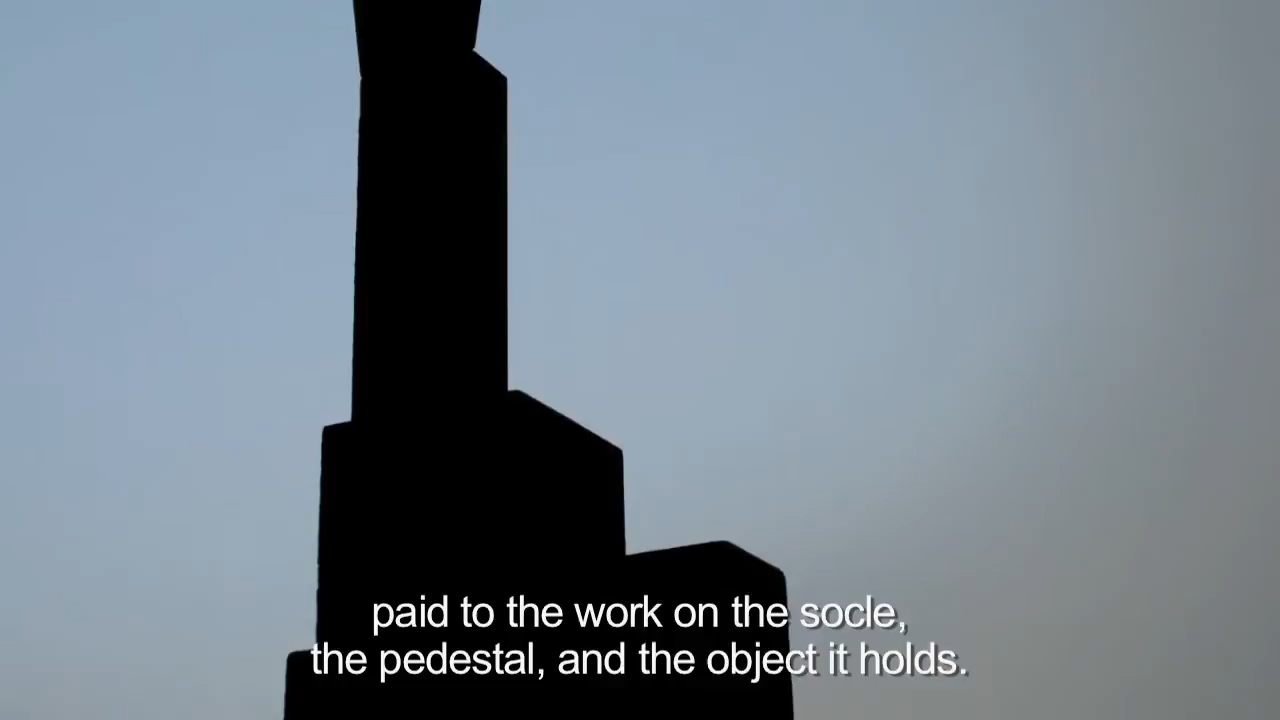 paid to the work on the socle,
the pedestal, and the object it holds.